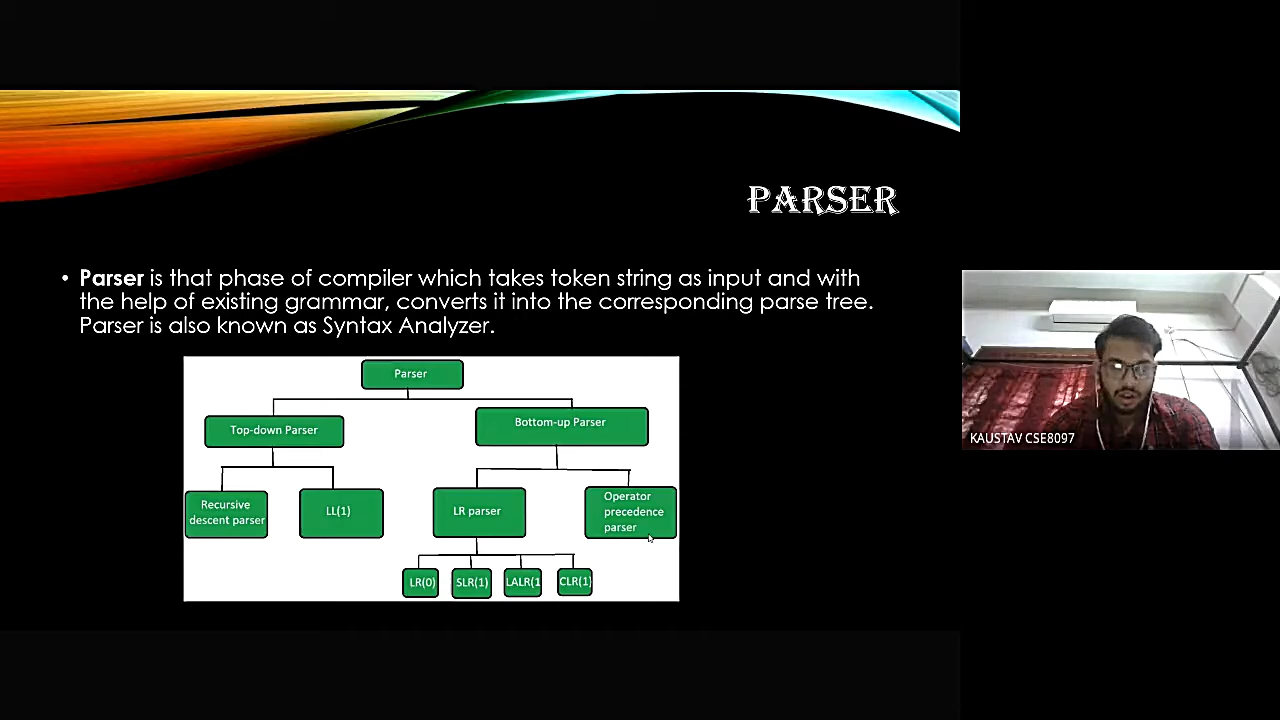 PARSER
• Parser is that phase of compiler which takes token string as input and with
the help of existing grammar, converts it into the corresponding parse tree.
Parser is also known as Syntax Analyzer.
Parser
Top-down Parser
Bottom-up Parser
Recursive
descent parser
LL(1)
LR parser
Operator
precedence
parser
LR(0)
SLR(1)
LALR(1
CLR(1)
KAUSTAV CSE8097